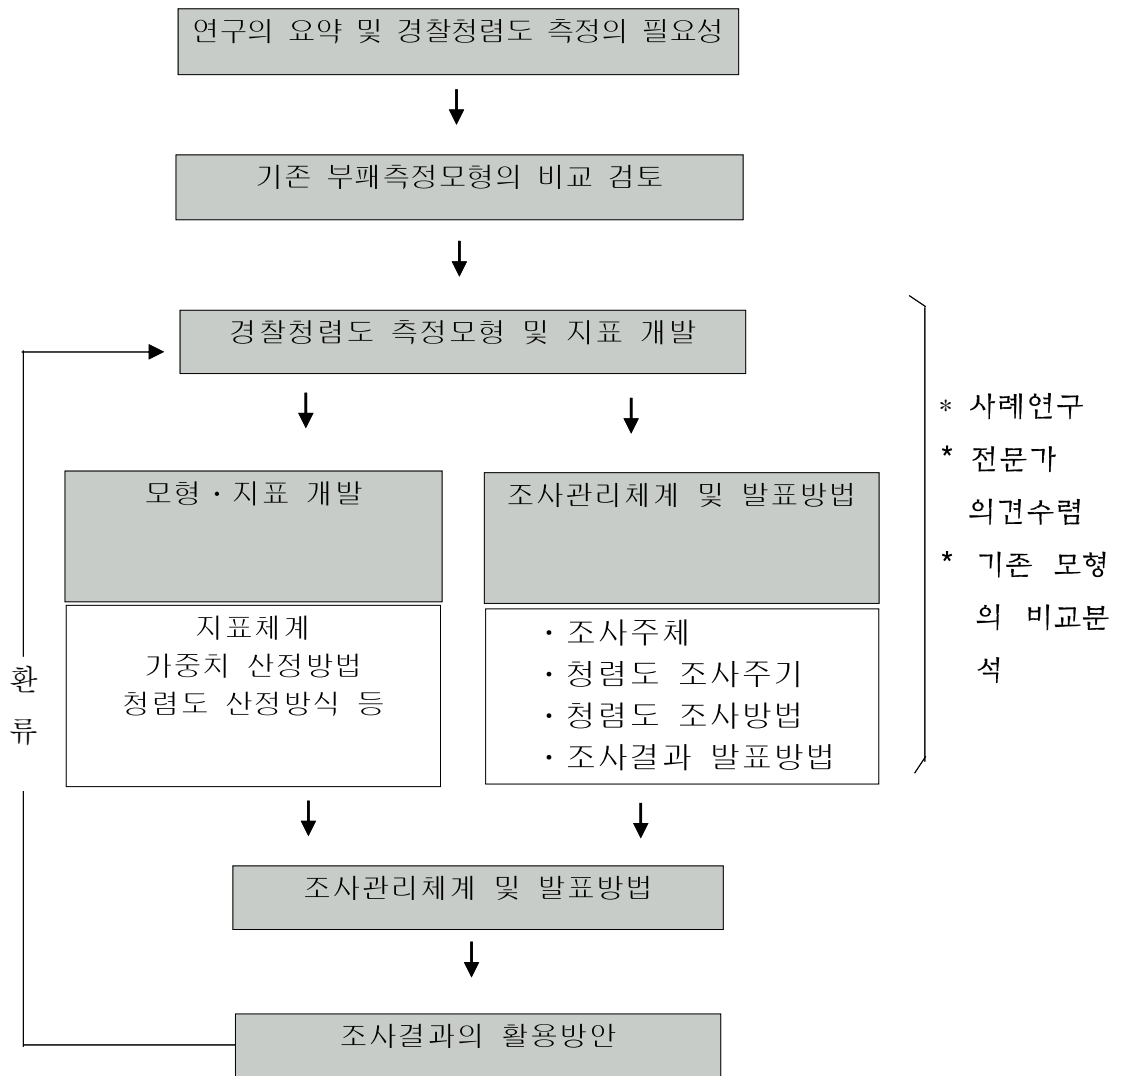 연구의 요약 및 경찰청렴도 측정의 필요성
기존 부패측정모형의 비교 검토
경찰청렴도 측정모형 및 지표 개발
모형·지표 개발
지표체계
가중치 산정방법
청렴도 산정방식 등
조사관리체계 및 발표방법
· 조사주체
· 청렴도 조사주기
· 청렴도 조사방법
· 조사결과 발표방법
* 사례연구
* 전문가
의견수렴
* 기존 모형
의 비교분
석
환
류
조사관리체계 및 발표방법
조사결과의 활용방안